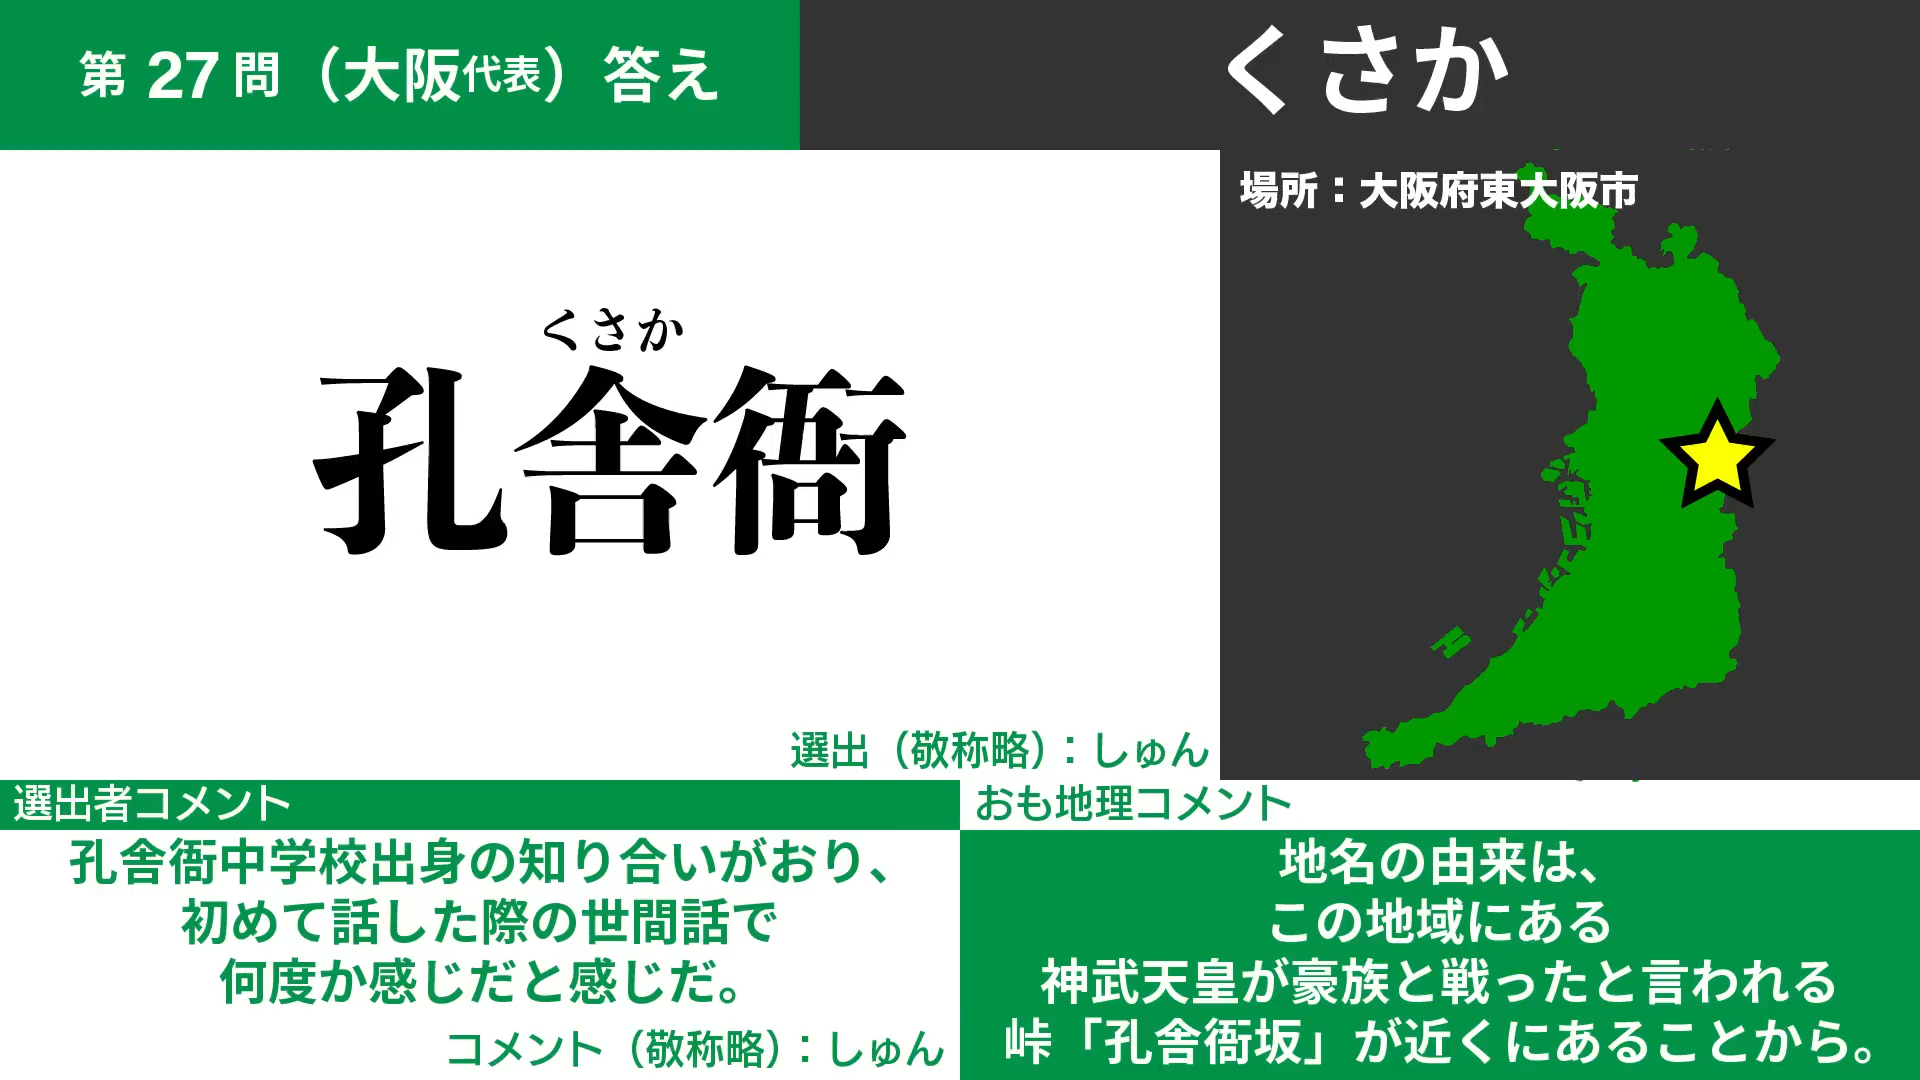 第 27 問（大阪代表）答え
くさか
場所：大阪府東大阪市
くさか
孔舎衙
選出（敬称略）：しゅん
選出者コメント
孔舎衙中学校出身の知り合いがおり、
初めて話した際の世間話で
何度か感じだと感じだ。
コメント（敬称略）：しゅん
おも地理コメント
地名の由来は、
この地域にある
神武天皇が豪族と戦ったと言われる
峠「孔舎衙坂」が近くにあることから。